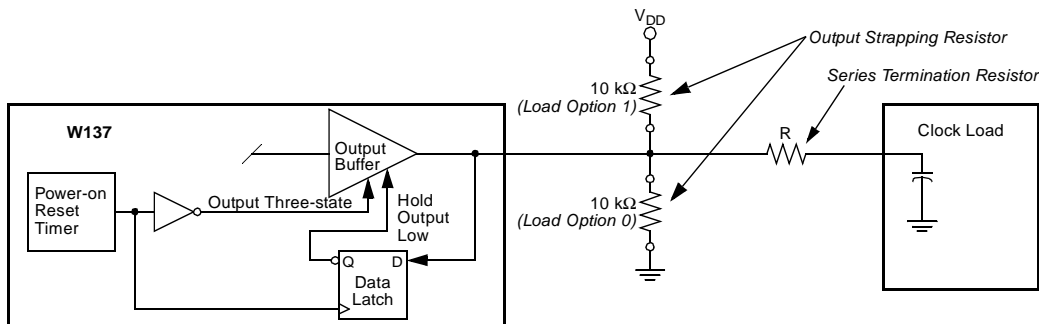 VDD
Output Strapping Resistor
Series Termination Resistor
10 kΩ
(Load Option 1)
W137
Clock Load
R
Output
Buffer
Power-on
Reset
Timer
Output Three-state
Hold
Output
Low
10 kΩ
(Load Option 0)
Q
D
Data
Latch